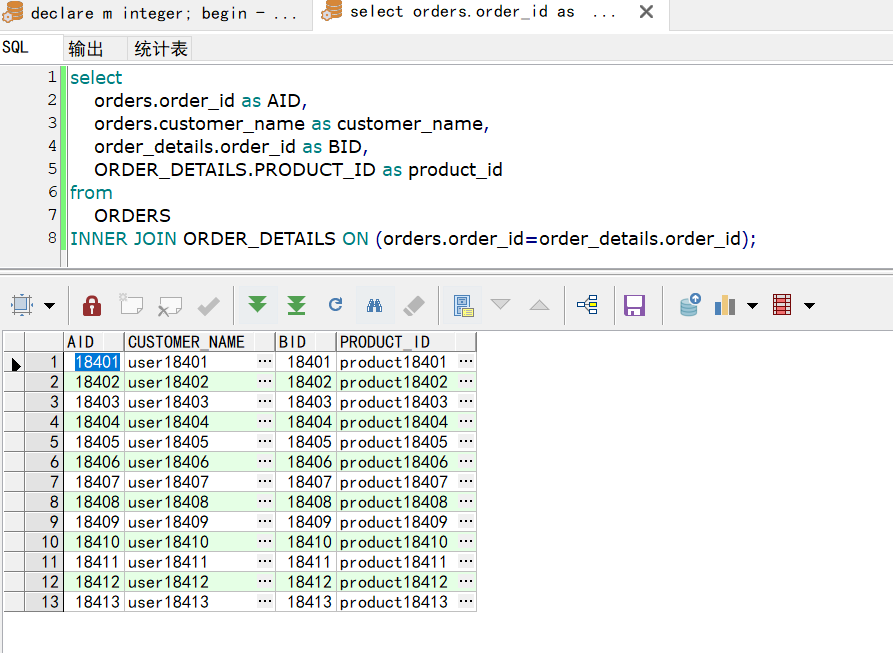 declare m integer; begin - ...
select orders.order_id as ...
SQL 输出 统计表
1 select
2 orders.order_id as AID,
3 orders.customer_name as customer_name,
4 order_details.order_id as BID,
5 ORDER_DETAILS.PRODUCT_ID as product_id
6 from
7 ORDERS
8 INNER JOIN ORDER_DETAILS ON (orders.order_id=order_details.order_id);
AID CUSTOMER_NAME BID PRODUCT_ID
1 18401 user18401 ... 18401 product18401 ...
2 18402 user18402 ... 18402 product18402 ...
3 18403 user18403 ... 18403 product18403 ...
4 18404 user18404 ... 18404 product18404 ...
5 18405 user18405 ... 18405 product18405 ...
6 18406 user18406 ... 18406 product18406 ...
7 18407 user18407 ... 18407 product18407 ...
8 18408 user18408 ... 18408 product18408 ...
9 18409 user18409 ... 18409 product18409 ...
10 18410 user18410 ... 18410 product18410 ...
11 18411 user18411 ... 18411 product18411 ...
12 18412 user18412 ... 18412 product18412 ...
13 18413 user18413 ... 18413 product18413 ...